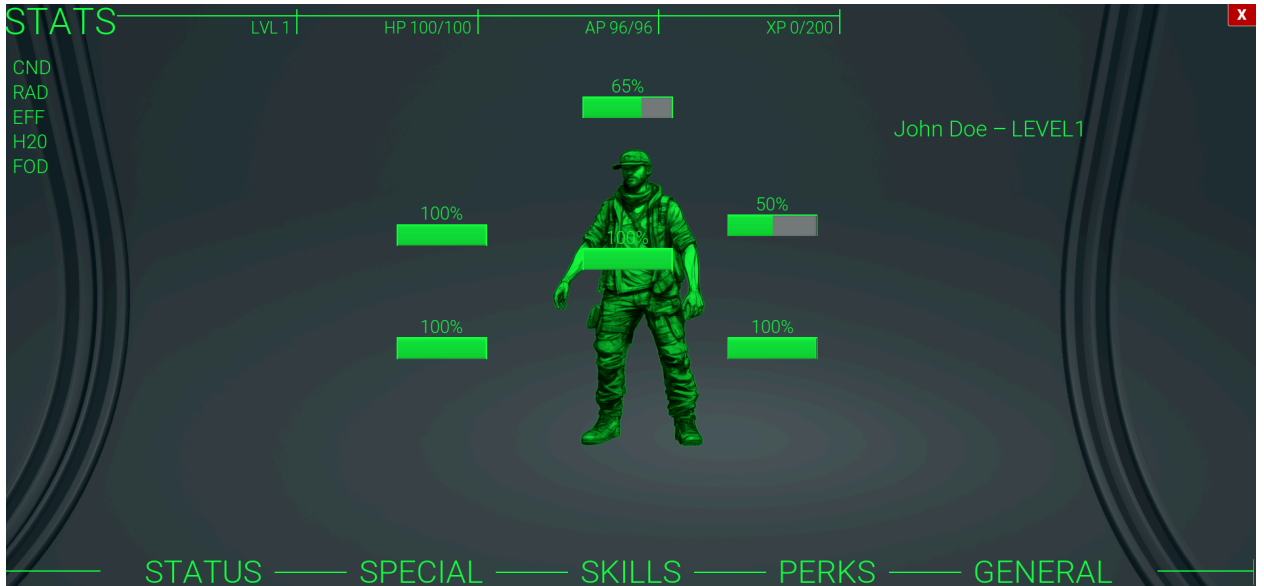 STATS LVL 1 HP 100/100 AP 96/96 XP 0/200 X
CND
RAD
EFF
H20
FOD
65%
John Doe – LEVEL1
100%
50%
100%
100%
100%
STATUS SPECIAL SKILLS PERKS GENERAL